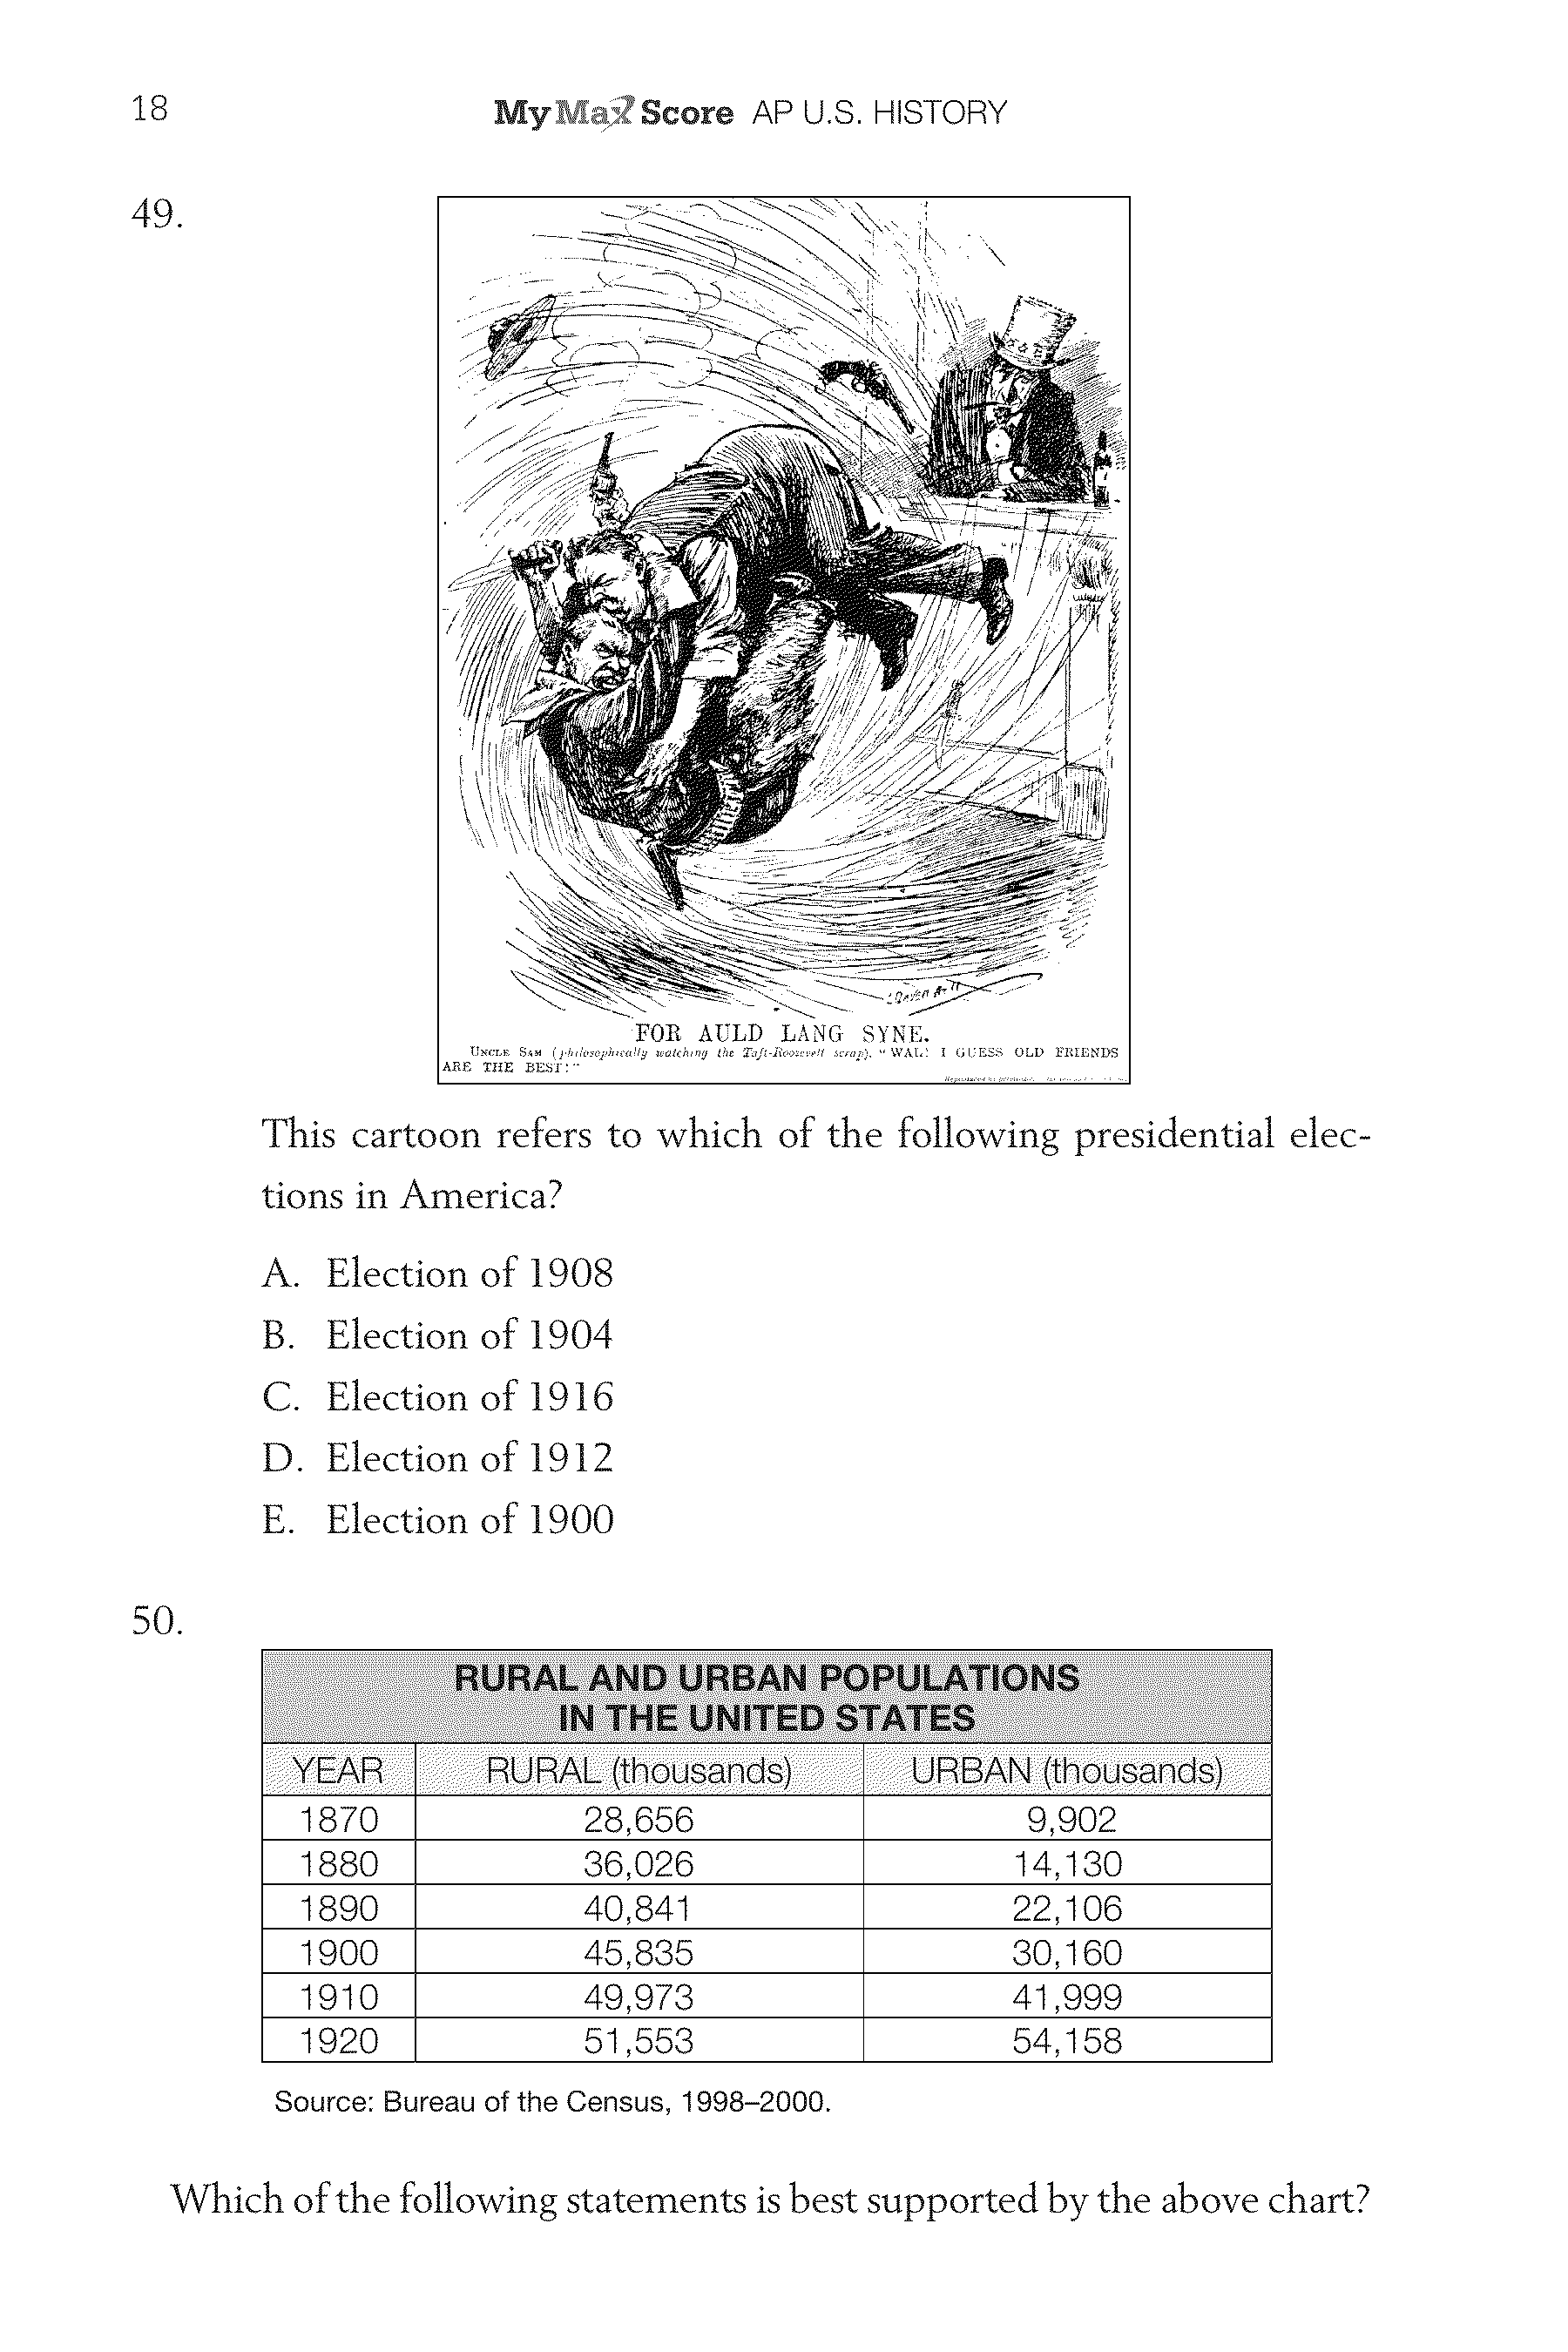 18
My Max Score AP U.S. HISTORY
49.
FOR AULD LANG SYNE.
UNCLE SAM (philosophically watching the Taft-Roosevelt scrap). "WAL! I GUESS OLD FRIENDS
ARE THE BEST!"
This cartoon refers to which of the following presidential elec-
tions in America?
A. Election of 1908
B. Election of 1904
C. Election of 1916
D. Election of 1912
E. Election of 1900
50.
RURAL AND URBAN POPULATIONS
IN THE UNITED STATES
YEAR RURAL (thousands) URBAN (thousands)
1870 28,656 9,902
1880 36,026 14,130
1890 40,841 22,106
1900 45,835 30,160
1910 49,973 41,999
1920 51,553 54,158
Source: Bureau of the Census, 1998–2000.
Which of the following statements is best supported by the above chart?